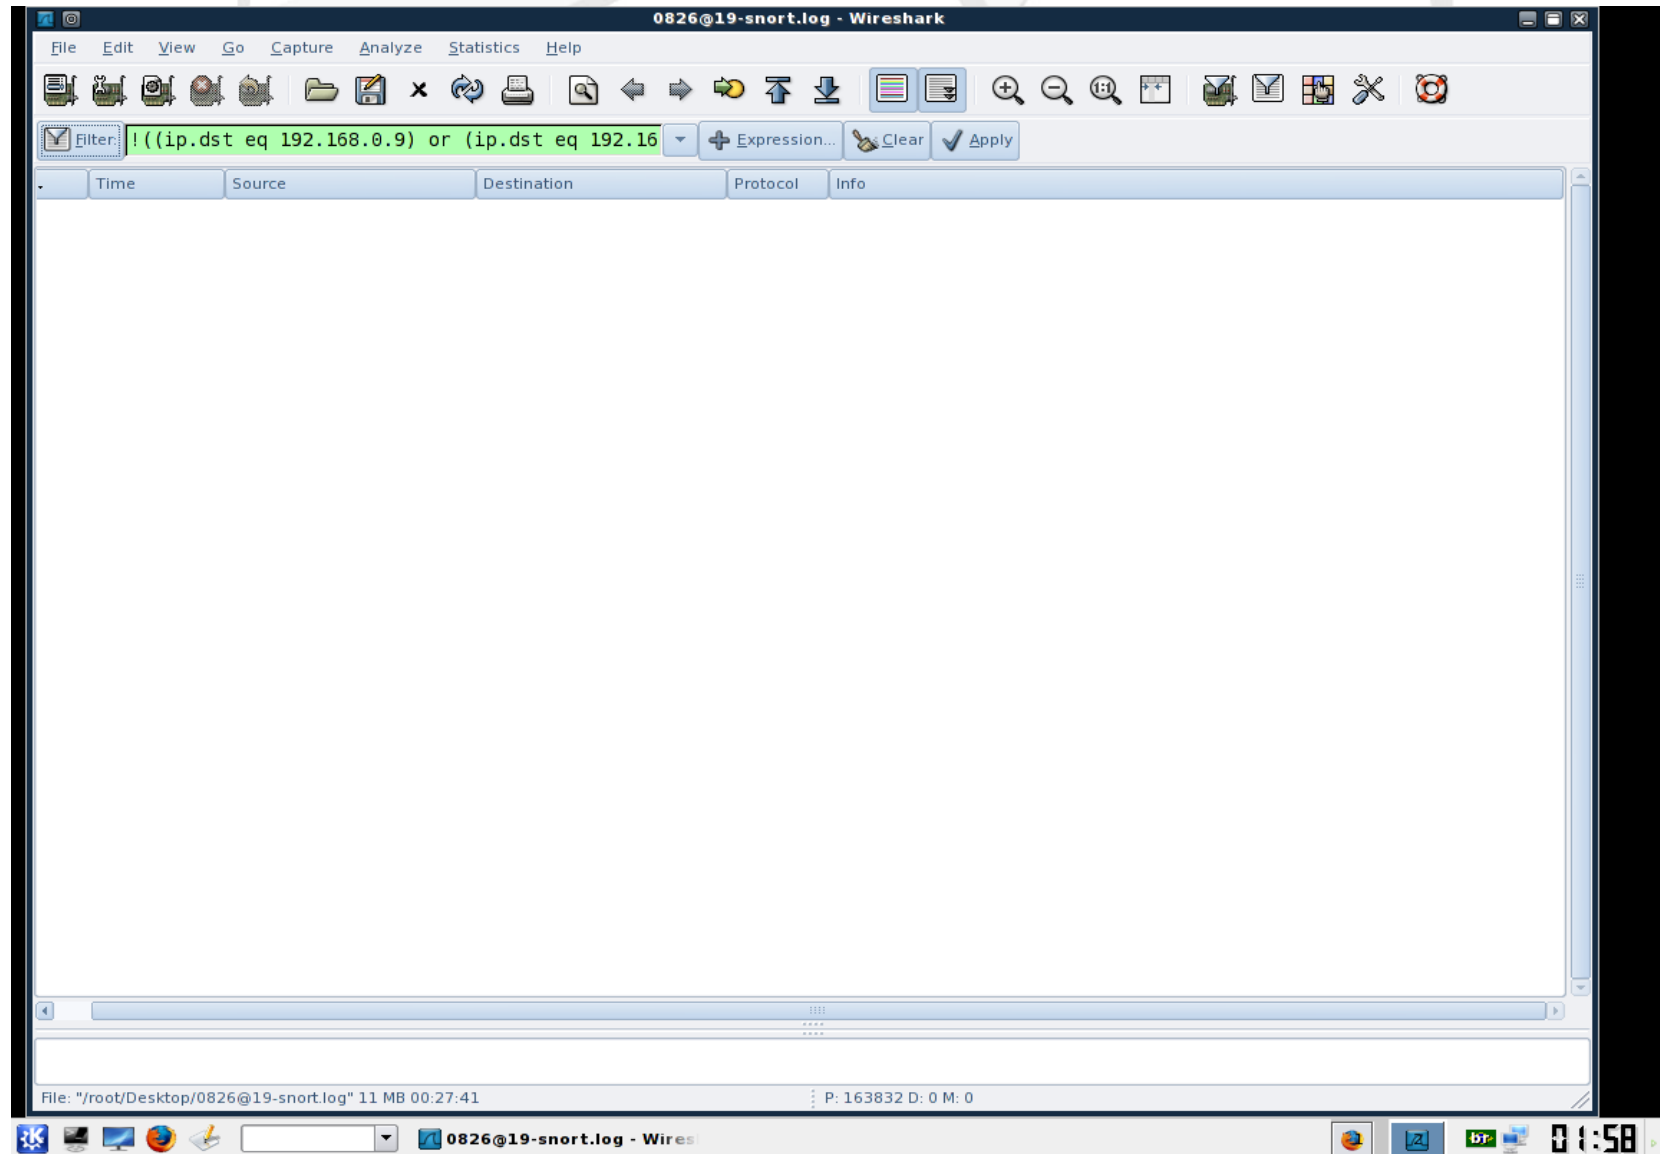 0826@19-snort.log - Wireshark
File Edit View Go Capture Analyze Statistics Help
Filter: !((ip.dst eq 192.168.0.9) or (ip.dst eq 192.16 Expression... Clear Apply
. Time Source Destination Protocol Info
File: "/root/Desktop/0826@19-snort.log" 11 MB 00:27:41 P: 163832 D: 0 M: 0
0826@19-snort.log - Wires 01:58